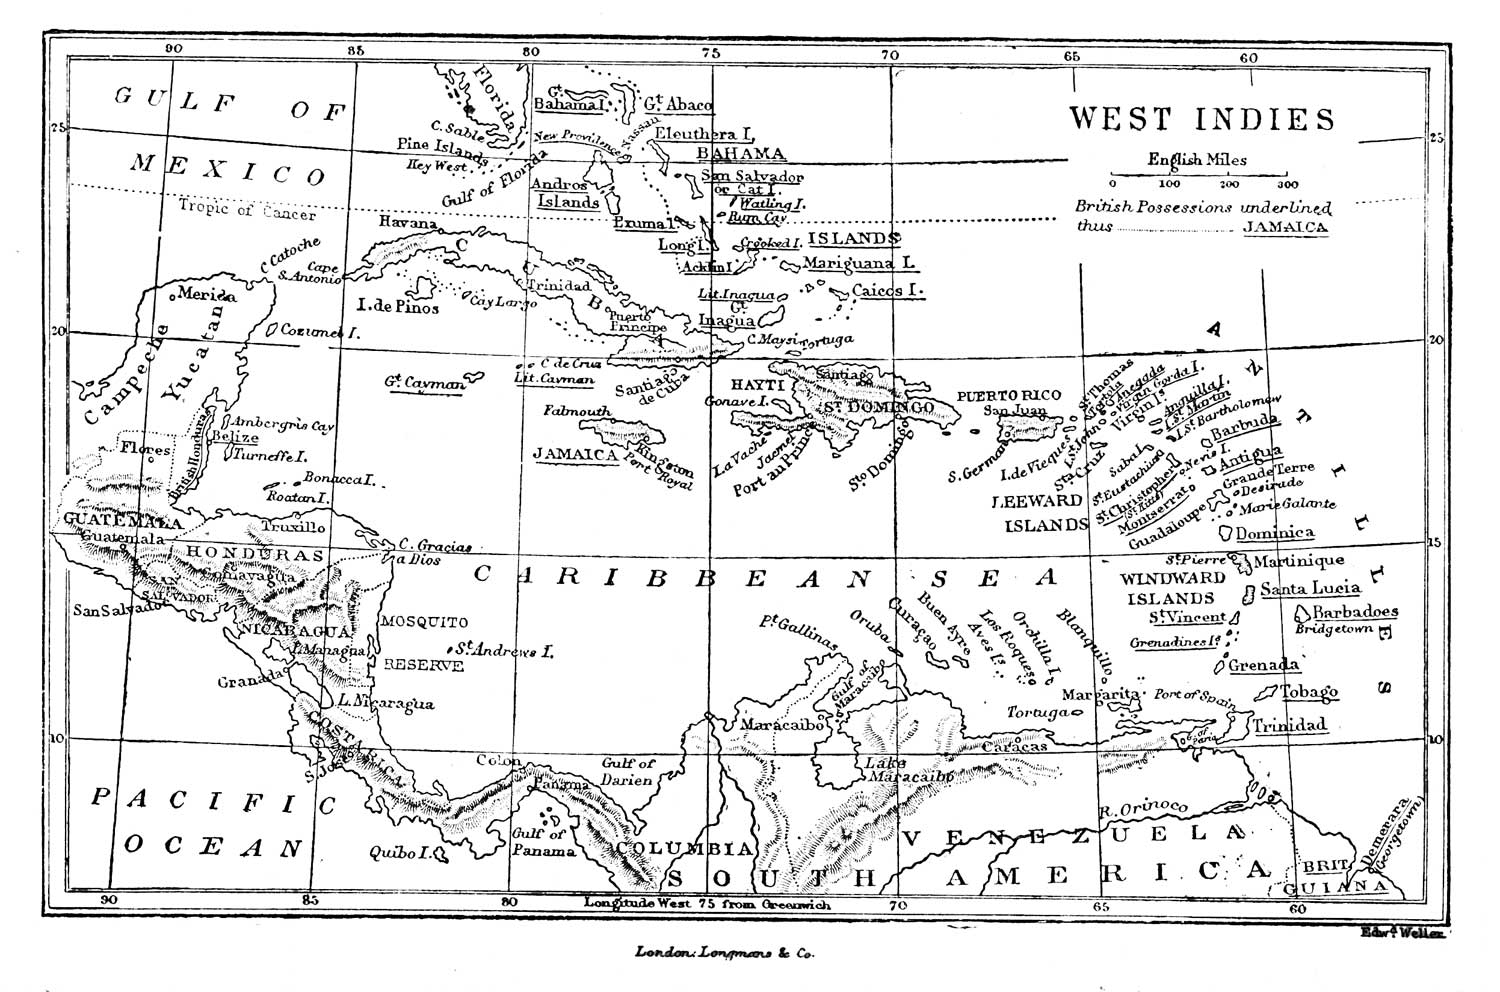 90 85 80 75 70 65 60
WEST INDIES
English Miles
0 100 200 300
British Possessions underlined
thus JAMAICA
GULF OF
MEXICO
Tropic of Cancer
25
25
20
20
15
10
10
Florida
C. Sable
Pine Islands
Key West
Gulf of Florida
Gt.
Bahama I.
Gt. Abaco
New Providence
Nassau
Eleuthera I.
BAHAMA
Andros
Islands
San Salvador
or Cat I.
Watling I.
Rum Cay
Exuma I.
Long I.
Crooked I.
ISLANDS
Acklin I.
Mariguana I.
Lit. Inagua
Gt.
Inagua
Caicos I.
Havana
CUBA
C. Catoche
Cape
S. Antonio
I. de Pinos
Cay Largo
Trinidad
Puerto
Principe
C. Maysi
Tortuga
C de Cruz
Santiago
de Cuba
Merida
Campeche
Yucatan
Cozumel I.
Gt. Cayman
Lit. Cayman
Falmouth
JAMAICA
Kingston
Port Royal
HAYTI
Gonave I.
Santiago
St. DOMINGO
La Vache
Jacmel
Port au Prince
Sto. Domingo
PUERTO RICO
San Juan
S. German
I. de Vieques
St. Thomas
Tortola
Anegada
Virgin Gorda I.
Virgin Is.
St. John
Sta. Cruz
Anguilla I.
St. Martin
I. St. Bartholomew
Barbuda
Saba I.
St. Eustachius
St. Christopher
(St. Kitts)
Nevis I.
Antigua
Montserrat
Guadaloupe
Grande Terre
Desirade
Marie Galante
LEEWARD
ISLANDS
ANTILLES
Dominica
St. Pierre
Martinique
WINDWARD
ISLANDS
Santa Lucia
St. Vincent
Barbadoes
Bridgetown
Grenadines Is.
Grenada
Tobago
Port of Spain
Trinidad
G. of
Paria
Flores
British Honduras
Ambergris Cay
Belize
Turneffe I.
Bonacca I.
Roatan I.
GUATEMALA
Guatemala
Truxillo
HONDURAS
Comayagua
C. Gracias
a Dios
SAN
SALVADOR
San Salvador
NICARAGUA
L. Managua
MOSQUITO
RESERVE
Granada
L. Nicaragua
St. Andrews I.
COSTA RICA
S. José
Colon
Panama
Gulf of
Darien
Gulf of
Panama
Quibo I.
PACIFIC
OCEAN
CARIBBEAN SEA
Pt. Gallinas
Oruba
Curaçao
Buen Ayre
Aves Is.
Los Roques
Orchilla I.
Blanquillo
Gulf of
Maracaibo
Maracaibo
Lake
Maracaibo
Tortuga
Margarita
Caracas
R. Orinoco
COLUMBIA
VENEZUELA
SOUTH AMERICA
BRIT.
GUIANA
Demerara
(Georgetown)
90 85 80 Longitude West 75 from Greenwich 70 65 60
Edwd. Weller
London: Longmans & Co.